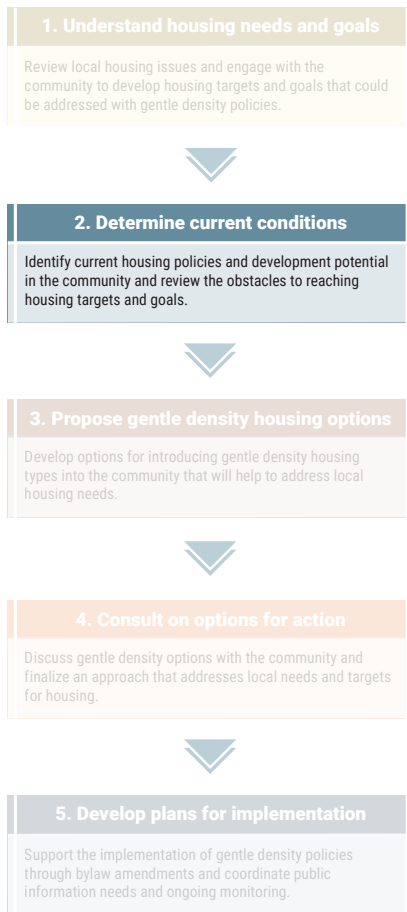 1. Understand housing needs and goals
Review local housing issues and engage with the
community to develop housing targets and goals that could
be addressed with gentle density policies.
2. Determine current conditions
Identify current housing policies and development potential
in the community and review the obstacles to reaching
housing targets and goals.
3. Propose gentle density housing options
Develop options for introducing gentle density housing
types into the community that will help to address local
housing needs.
4. Consult on options for action
Discuss gentle density options with the community and
finalize an approach that addresses local needs and targets
for housing.
5. Develop plans for implementation
Support the implementation of gentle density policies
through bylaw amendments and coordinate public
information needs and ongoing monitoring.